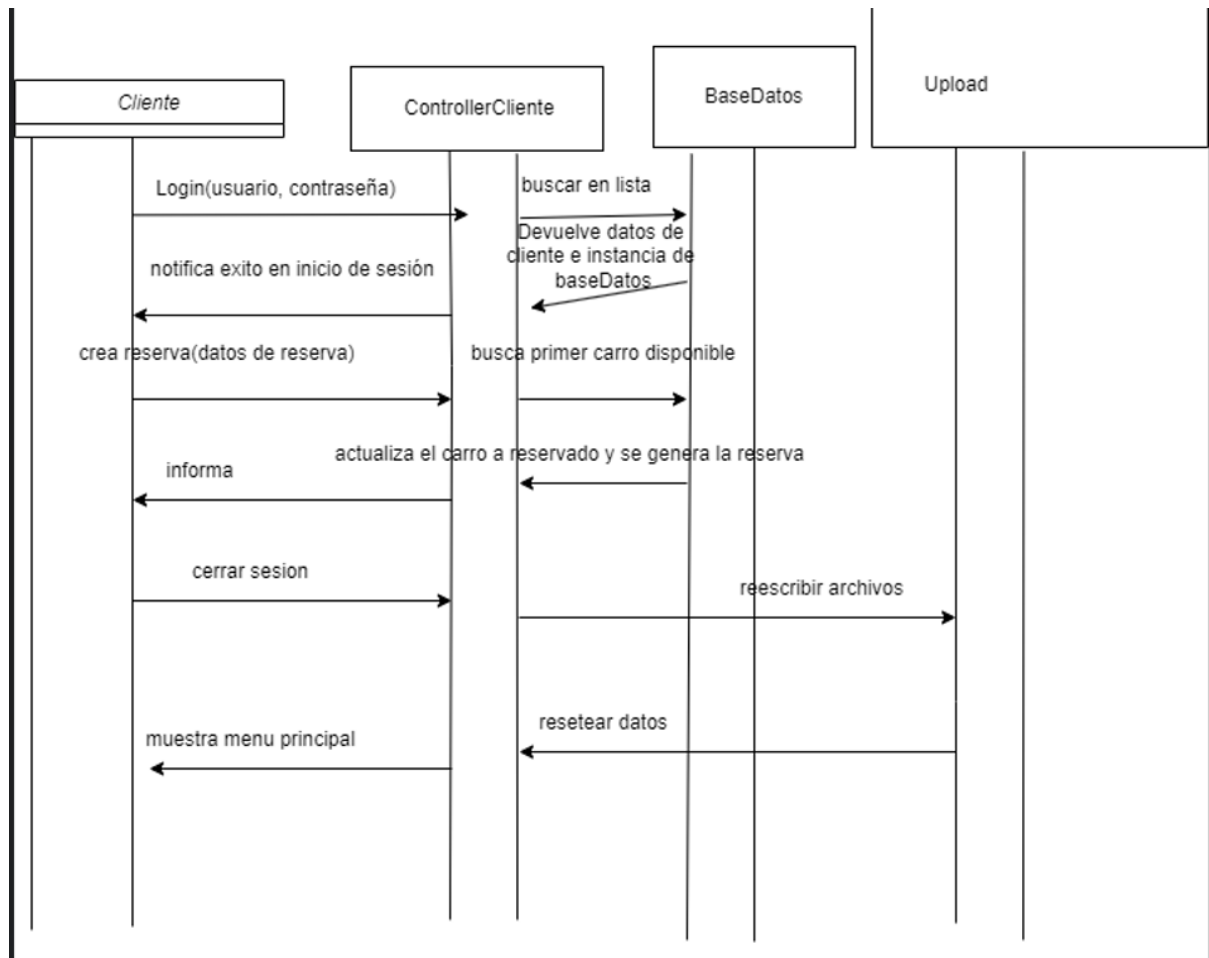 Cliente
ControllerCliente
BaseDatos
Upload
Login(usuario, contraseña)
buscar en lista
Devuelve datos de
cliente e instancia de
baseDatos
notifica exito en inicio de sesión
crea reserva(datos de reserva)
busca primer carro disponible
actualiza el carro a reservado y se genera la reserva
informa
cerrar sesion
reescribir archivos
resetear datos
muestra menu principal